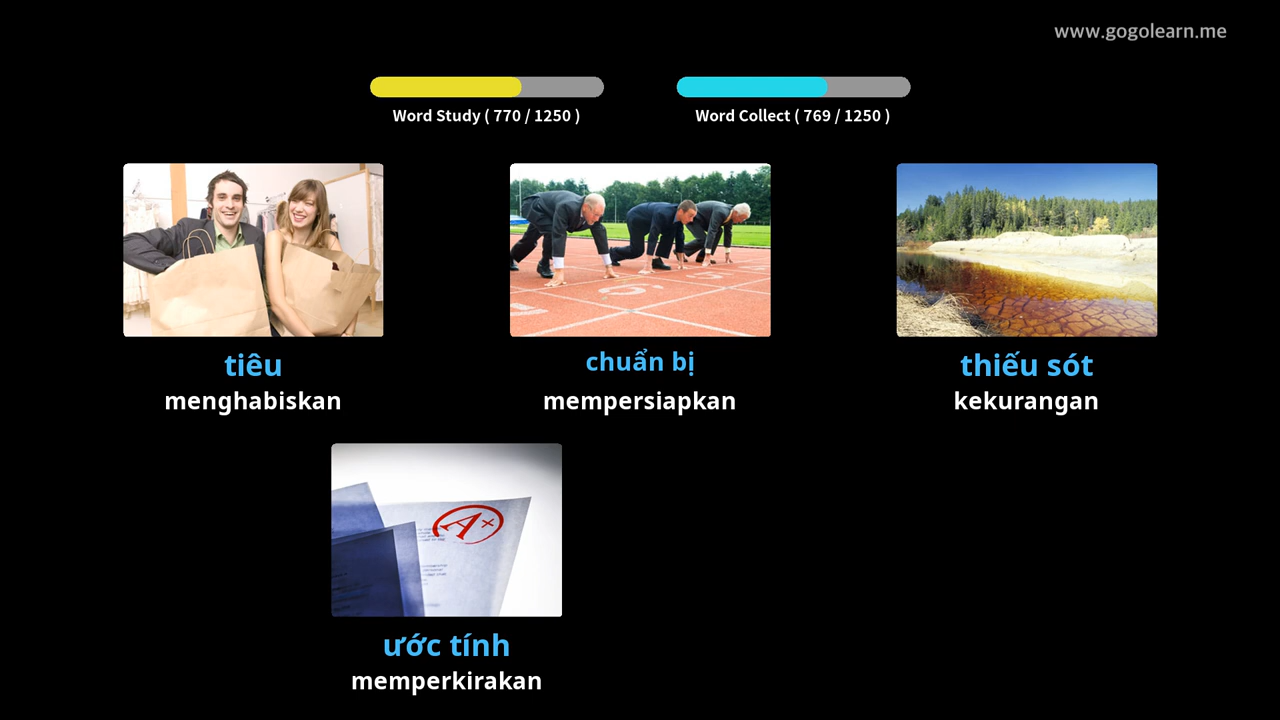 www.gogolearn.me
Word Study ( 770 / 1250 )
Word Collect ( 769 / 1250 )
tiêu
menghabiskan
chuẩn bị
mempersiapkan
thiếu sót
kekurangan
A+
ước tính
memperkirakan